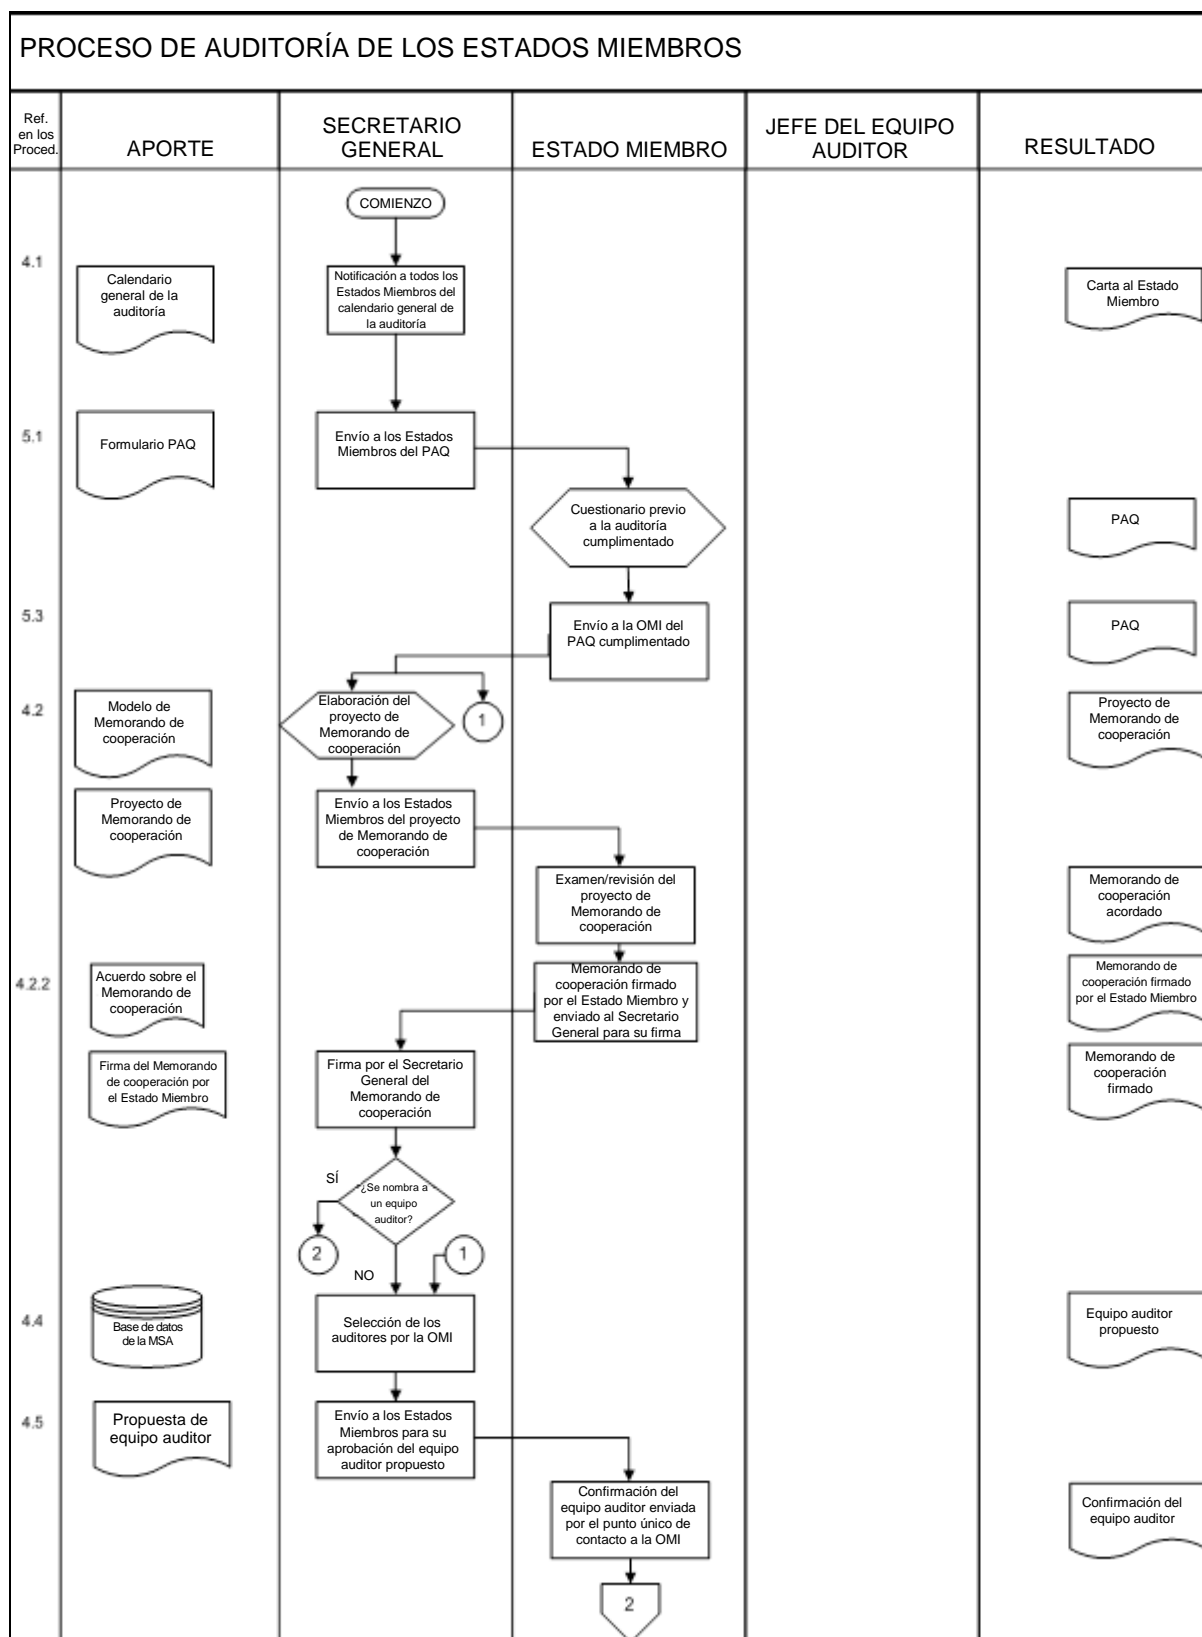 PROCESO DE AUDITORÍA DE LOS ESTADOS MIEMBROS
Ref.
en los
Proced.
APORTE
SECRETARIO
GENERAL
ESTADO MIEMBRO
JEFE DEL EQUIPO
AUDITOR
RESULTADO
COMIENZO
4.1
Calendario
general de la
auditoría
Notificación a todos los
Estados Miembros del
calendario general de
la auditoría
Carta al Estado
Miembro
5.1
Formulario PAQ
Envío a los Estados
Miembros del PAQ
Cuestionario previo
a la auditoría
cumplimentado
PAQ
5.3
Envío a la OMI del
PAQ cumplimentado
PAQ
4.2
Modelo de
Memorando de
cooperación
Elaboración del
proyecto de
Memorando de
cooperación
1
Proyecto de
Memorando de
cooperación
Proyecto de
Memorando de
cooperación
Envío a los Estados
Miembros del proyecto
de Memorando de
cooperación
Examen/revisión del
proyecto de
Memorando de
cooperación
Memorando de
cooperación
acordado
4.2.2
Acuerdo sobre el
Memorando de
cooperación
Memorando de
cooperación firmado
por el Estado Miembro y
enviado al Secretario
General para su firma
Memorando de
cooperación firmado
por el Estado Miembro
Firma del Memorando
de cooperación por
el Estado Miembro
Firma por el Secretario
General del
Memorando de
cooperación
Memorando de
cooperación
firmado
SÍ
¿Se nombra a
un equipo
auditor?
2
1
NO
4.4
Base de datos
de la MSA
Selección de los
auditores por la OMI
Equipo auditor
propuesto
4.5
Propuesta de
equipo auditor
Envío a los Estados
Miembros para su
aprobación del equipo
auditor propuesto
Confirmación del
equipo auditor enviada
por el punto único de
contacto a la OMI
Confirmación del
equipo auditor
2